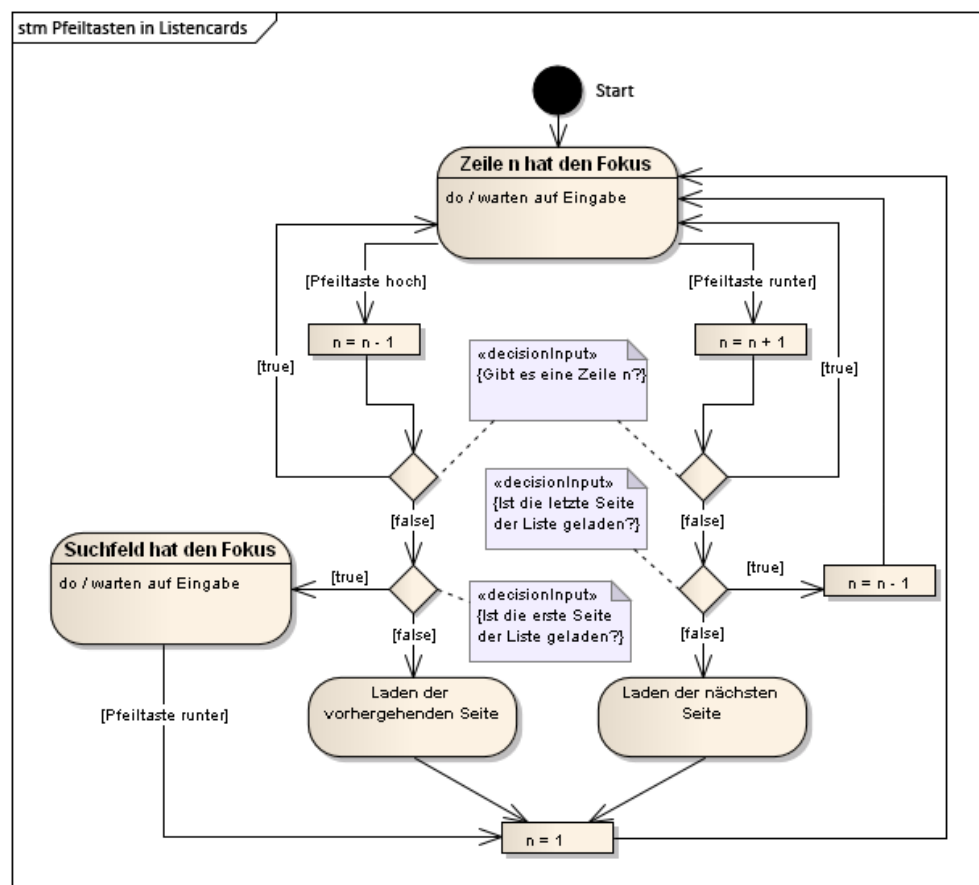 stm Pfeiltasten in Listencards
Start
Zeile n hat den Fokus
do / warten auf Eingabe
[Pfeiltaste hoch]
[Pfeiltaste runter]
n = n - 1
n = n + 1
[true]
[true]
«decisionInput»
{Gibt es eine Zeile n?}
«decisionInput»
{Ist die letzte Seite
der Liste geladen?}
[false]
[false]
Suchfeld hat den Fokus
do / warten auf Eingabe
[true]
[true]
n = n - 1
«decisionInput»
{Ist die erste Seite
der Liste geladen?}
[false]
[false]
Laden der
vorhergehenden Seite
Laden der nächsten
Seite
[Pfeiltaste runter]
n = 1